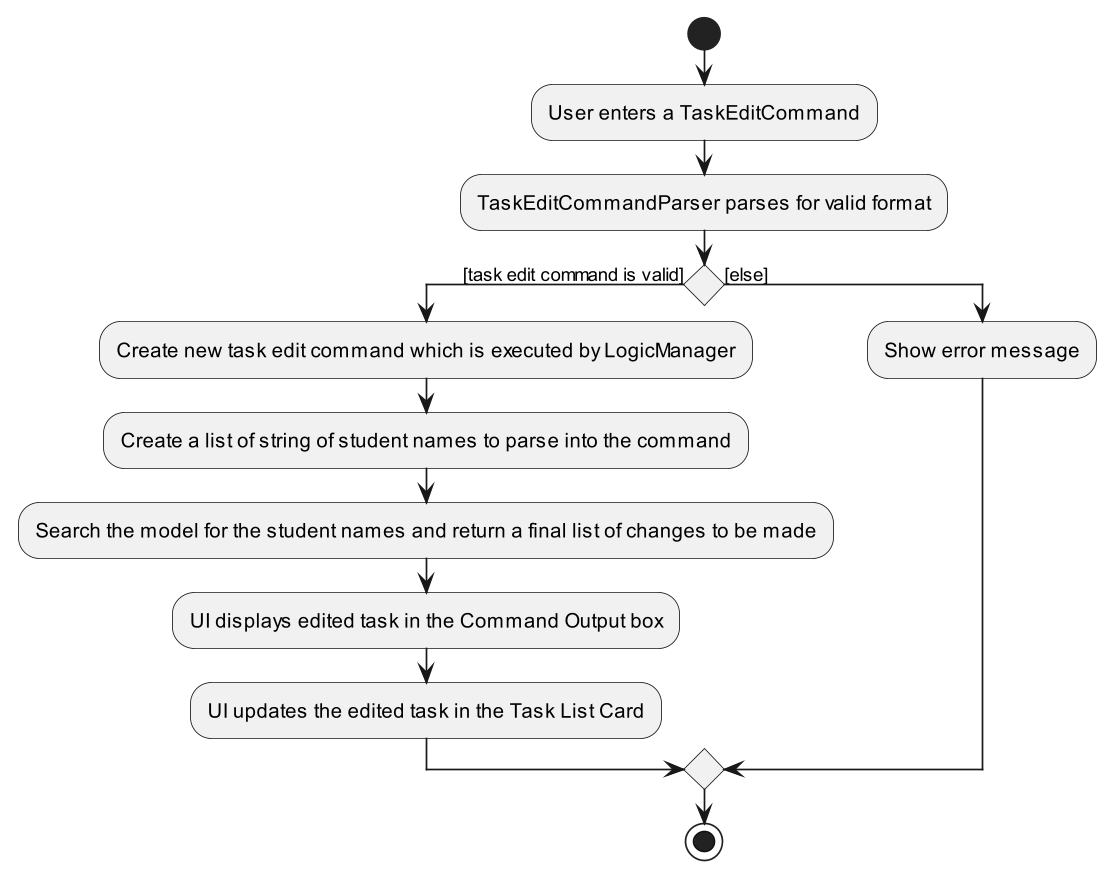 User enters a TaskEditCommand
TaskEditCommandParser parses for valid format
[task edit command is valid]
[else]
Create new task edit command which is executed by LogicManager
Show error message
Create a list of string of student names to parse into the command
Search the model for the student names and return a final list of changes to be made
UI displays edited task in the Command Output box
UI updates the edited task in the Task List Card